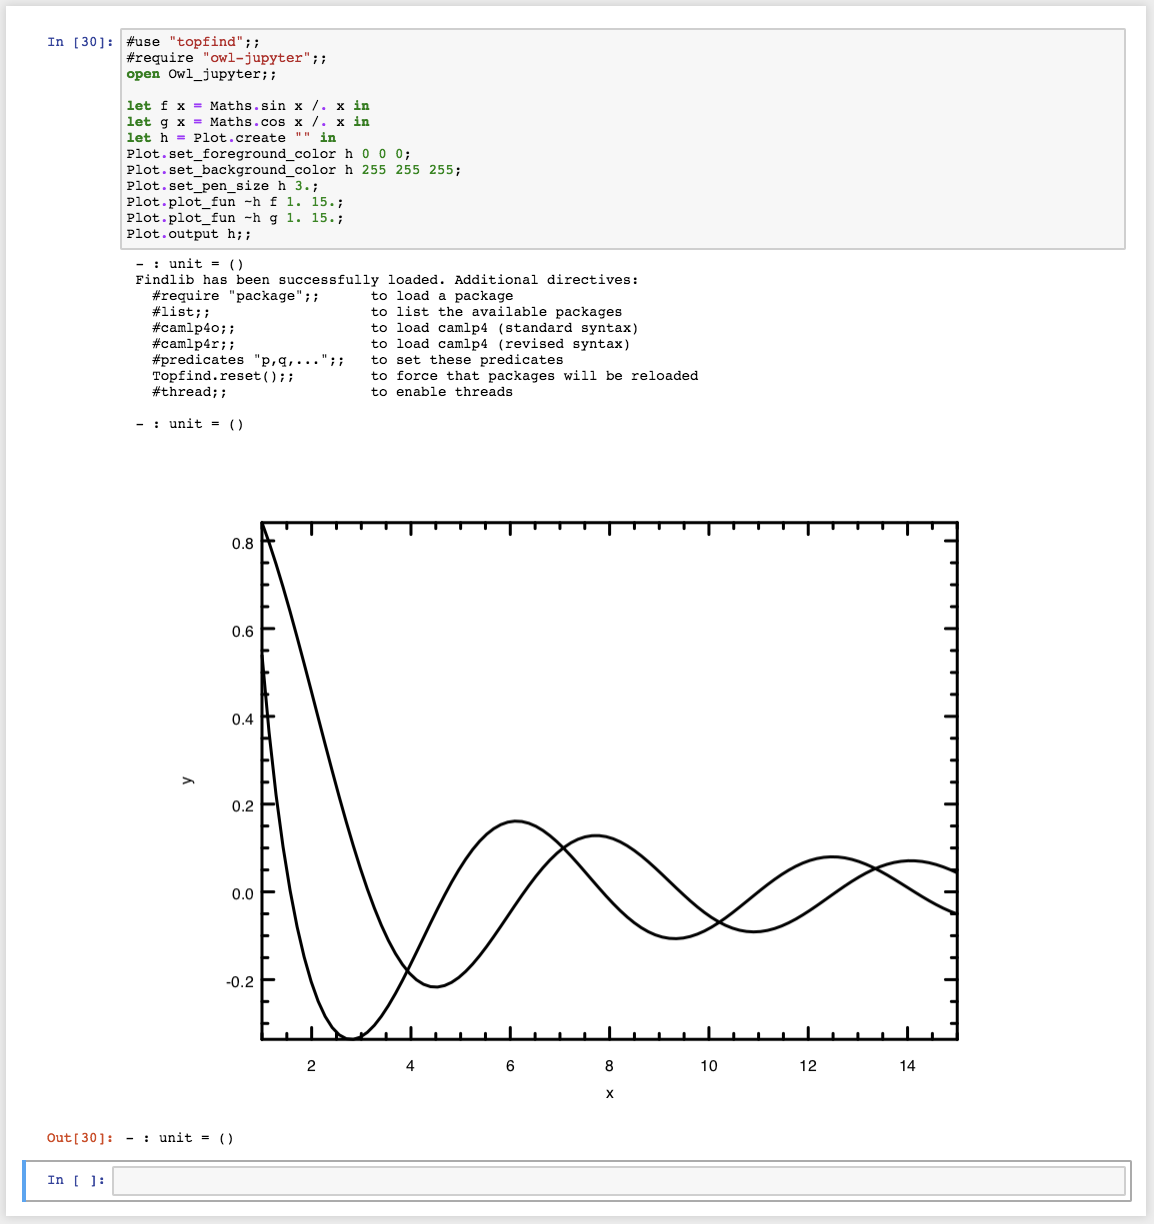 In [30]: #use "topfind";;
#require "owl-jupyter";;
open Owl_jupyter;;
let f x = Maths.sin x /. x in
let g x = Maths.cos x /. x in
let h = Plot.create "" in
Plot.set_foreground_color h 0 0 0;
Plot.set_background_color h 255 255 255;
Plot.set_pen_size h 3.;
Plot.plot_fun ~h f 1. 15.;
Plot.plot_fun ~h g 1. 15.;
Plot.output h;;
- : unit = ()
Findlib has been successfully loaded. Additional directives:
#require "package";; to load a package
#list;; to list the available packages
#camlp4o;; to load camlp4 (standard syntax)
#camlp4r;; to load camlp4 (revised syntax)
#predicates "p,q,...";; to set these predicates
Topfind.reset();; to force that packages will be reloaded
#thread;; to enable threads
- : unit = ()
0.8
0.6
0.4
y
0.2
0.0
-0.2
2 4 6 8 10 12 14
x
Out[30]: - : unit = ()
In [ ]: